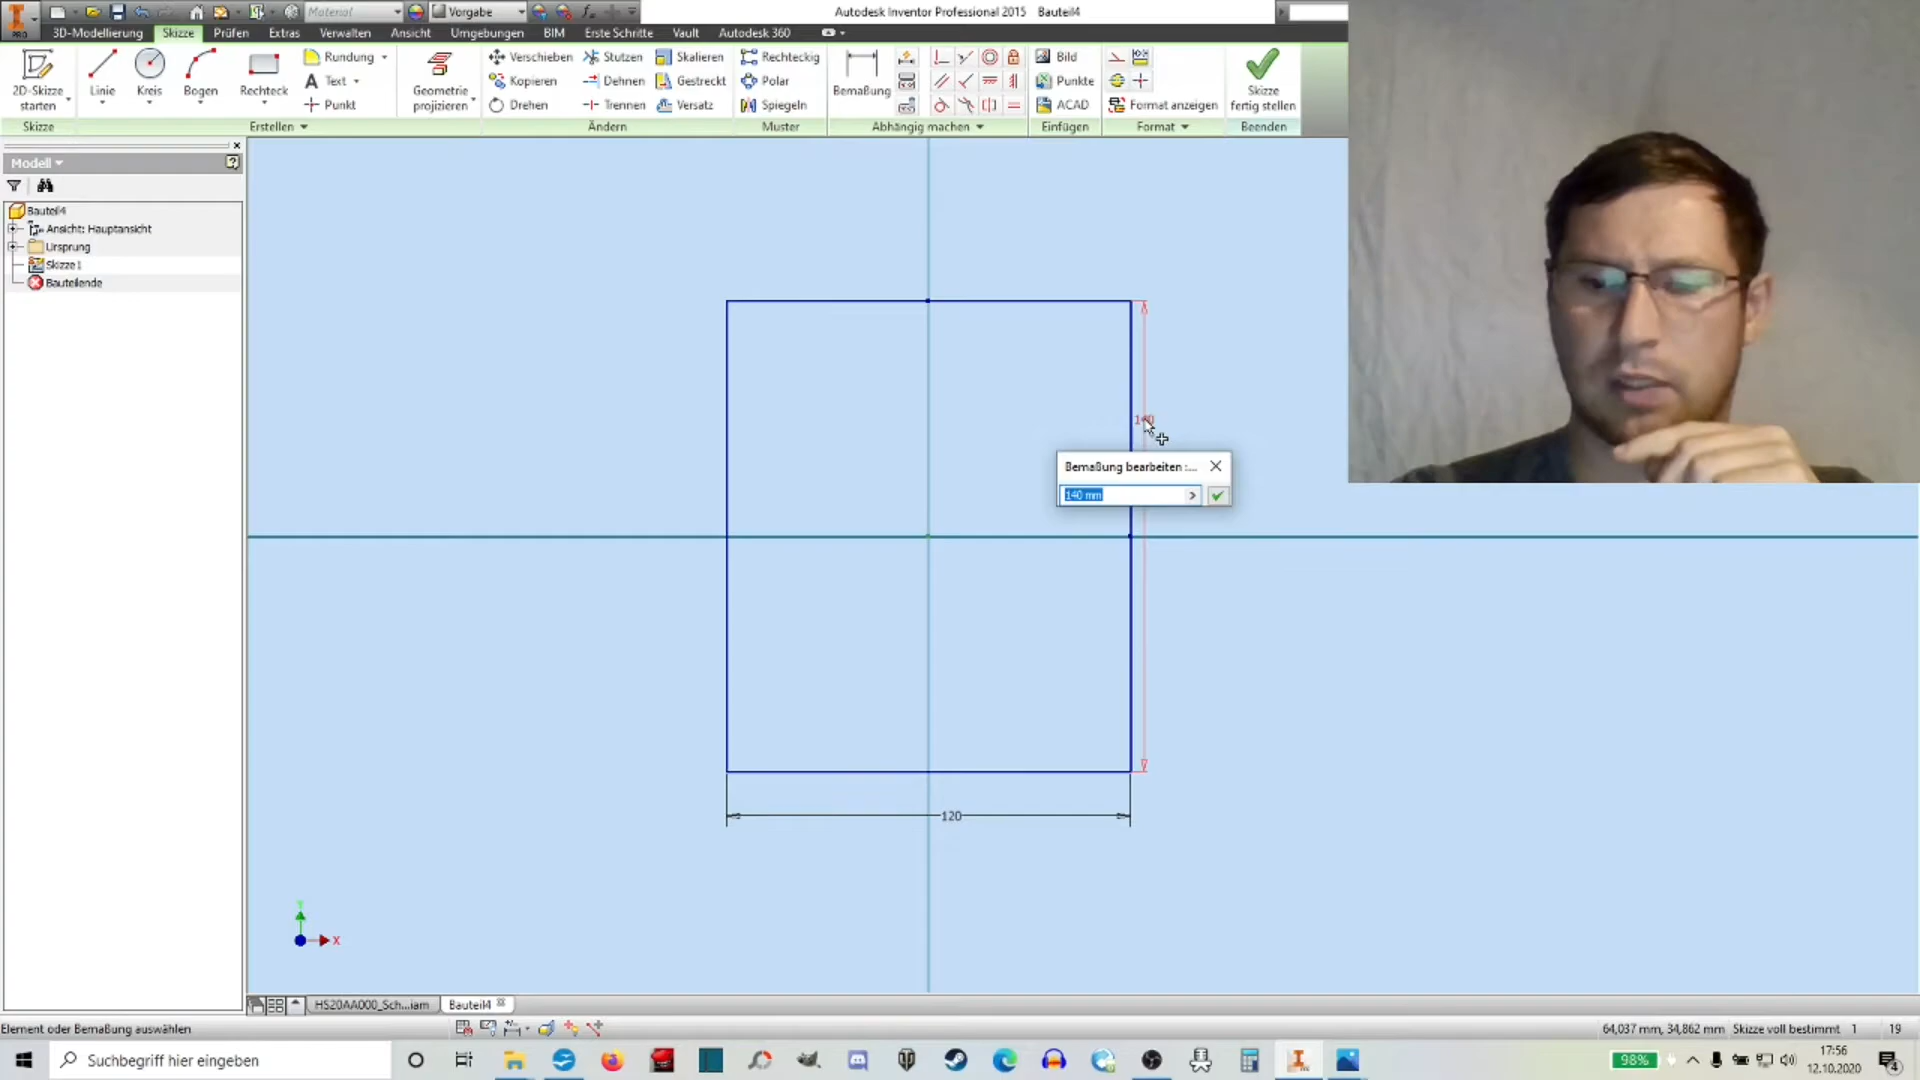 Material
Vorgabe
Autodesk Inventor Professional 2015 Bauteil4
PRO
3D-Modellierung Skizze Prüfen Extras Verwalten Ansicht Umgebungen BIM Erste Schritte Vault Autodesk 360
2D-Skizze starten
Linie
Kreis
Bogen
Rechteck
Rundung
Text
Punkt
Geometrie projizieren
Verschieben
Kopieren
Drehen
Stutzen
Dehnen
Trennen
Skalieren
Gestreckt
Versatz
Rechteckig
Polar
Spiegeln
Bemaßung
Bild
Punkte
ACAD
Format anzeigen
Skizze fertig stellen
Skizze
Erstellen
Ändern
Muster
Abhängig machen
Einfügen
Format
Beenden
Modell
Bauteil4
Ansicht: Hauptansicht
Ursprung
Skizze1
Bauteilende
Bemaßung bearbeiten :...
140 mm
120
Y
X
HS20AA000_Sch...iam
Bauteil4
Element oder Bemaßung auswählen
64,037 mm, 34,862 mm Skizze voll bestimmt 1 19
Suchbegriff hier eingeben
98%
17:56
12.10.2020
4